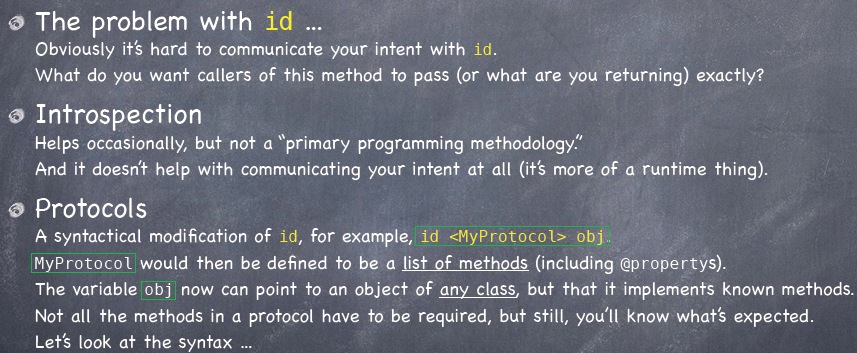 The problem with id ...
Obviously it's hard to communicate your intent with id.
What do you want callers of this method to pass (or what are you returning) exactly?
Introspection
Helps occasionally, but not a "primary programming methodology."
And it doesn't help with communicating your intent at all (it's more of a runtime thing).
Protocols
A syntactical modification of id, for example, id <MyProtocol> obj.
MyProtocol would then be defined to be a list of methods (including @propertys).
The variable obj now can point to an object of any class, but that it implements known methods.
Not all the methods in a protocol have to be required, but still, you'll know what's expected.
Let's look at the syntax ...